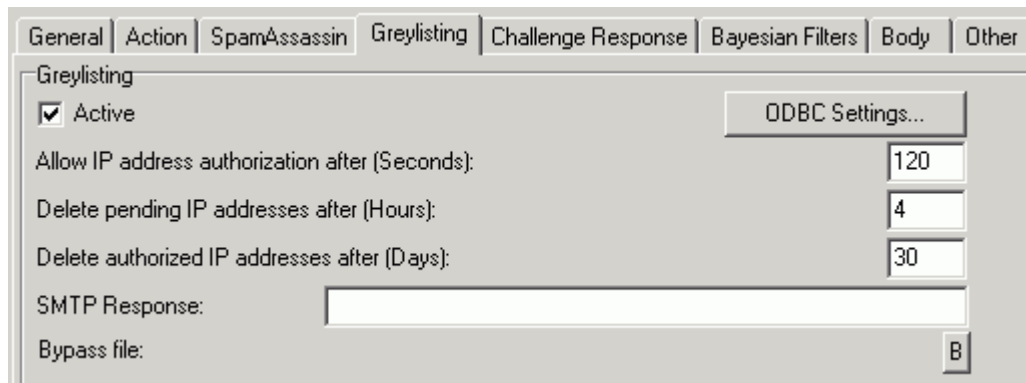 General Action SpamAssassin Greylisting Challenge Response Bayesian Filters Body Other
Greylisting
Active ODBC Settings...
Allow IP address authorization after (Seconds): 120
Delete pending IP addresses after (Hours): 4
Delete authorized IP addresses after (Days): 30
SMTP Response:
Bypass file: B